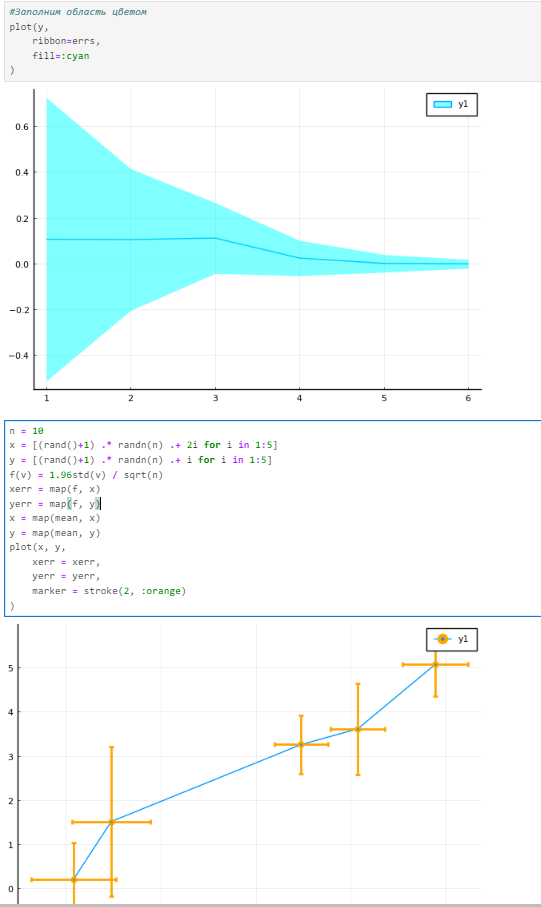 #Заполним область цветом
plot(y,
    ribbon=errs,
    fill=:cyan
)
y1
0.6
0.4
0.2
0.0
−0.2
−0.4
1 2 3 4 5 6
n = 10
x = [(rand()+1) .* randn(n) .+ 2i for i in 1:5]
y = [(rand()+1) .* randn(n) .+ i for i in 1:5]
f(v) = 1.96std(v) / sqrt(n)
xerr = map(f, x)
yerr = map(f, y)
x = map(mean, x)
y = map(mean, y)
plot(x, y,
    xerr = xerr,
    yerr = yerr,
    marker = stroke(2, :orange)
)
y1
5
4
3
2
1
0